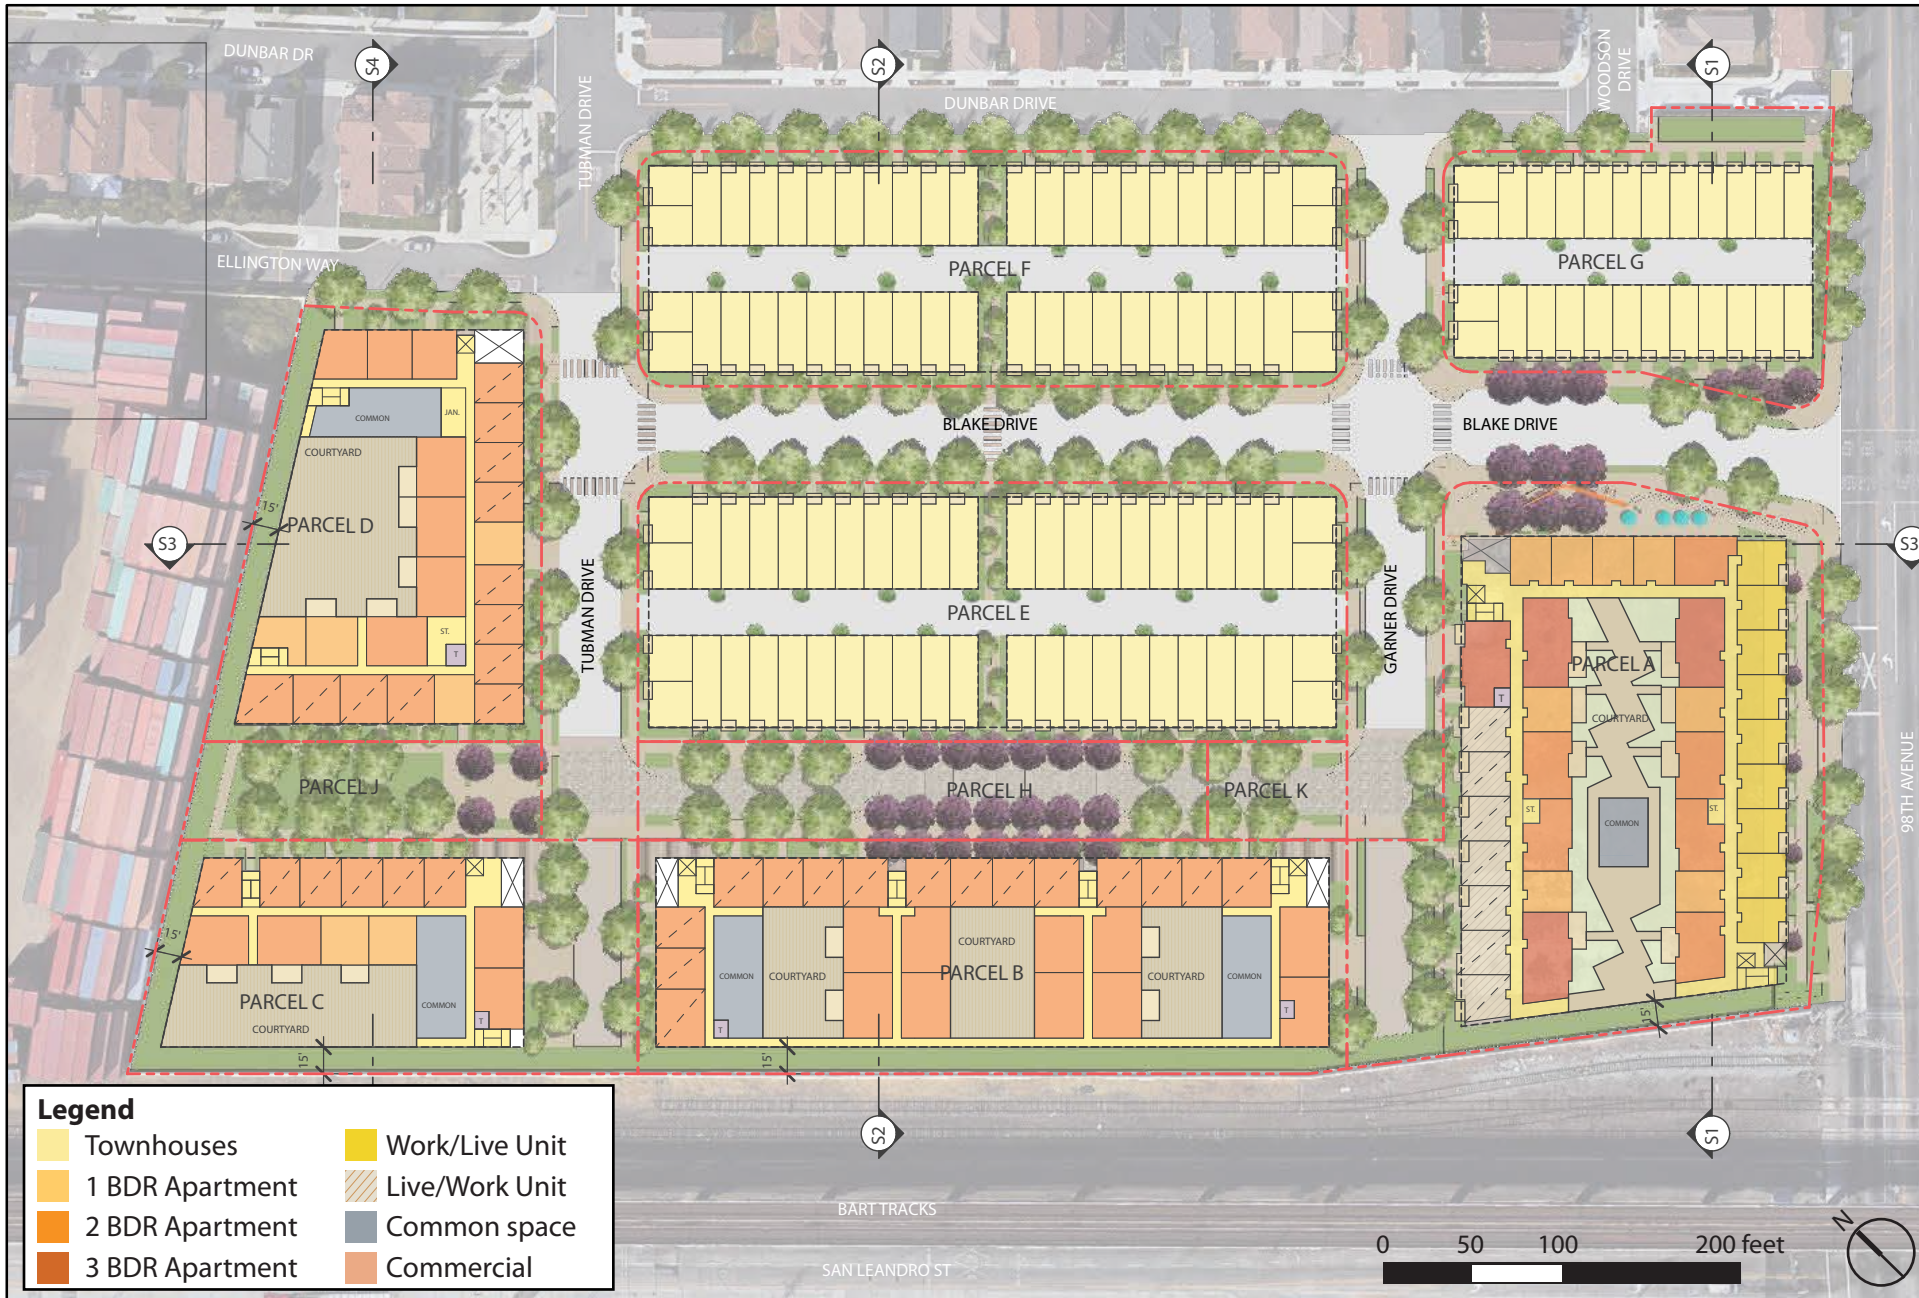 DUNBAR DR
S4
S2
S1
TUBMAN DRIVE
DUNBAR DRIVE
WOODSON
DRIVE
ELLINGTON WAY
PARCEL F
PARCEL G
COMMON
JAN.
COURTYARD
BLAKE DRIVE
BLAKE DRIVE
15'
PARCEL D
S3
S3
TUBMAN DRIVE
PARCEL E
GARNER DRIVE
ST.
T
PARCEL A
T
COURTYARD
98TH AVENUE
PARCEL J
PARCEL H
PARCEL K
ST.
ST.
COMMON
15'
COURTYARD
PARCEL B
COMMON
COURTYARD
COURTYARD
COMMON
PARCEL C
COMMON
COURTYARD
T
T
T
15'
15'
15'
S2
S1
Legend
Townhouses
1 BDR Apartment
2 BDR Apartment
3 BDR Apartment
Work/Live Unit
Live/Work Unit
Common space
Commercial
BART TRACKS
SAN LEANDRO ST
0 50 100 200 feet
N